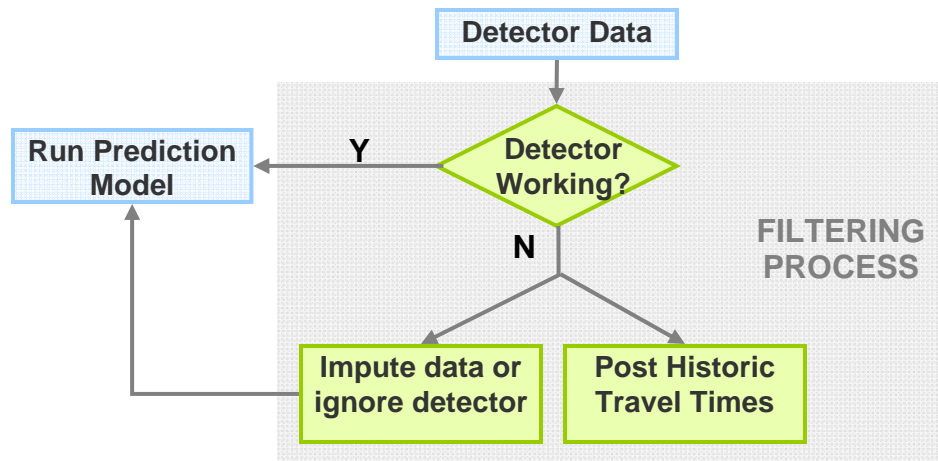 Detector Data
Run Prediction
Model
Y
Detector
Working?
N
FILTERING
PROCESS
Impute data or
ignore detector
Post Historic
Travel Times